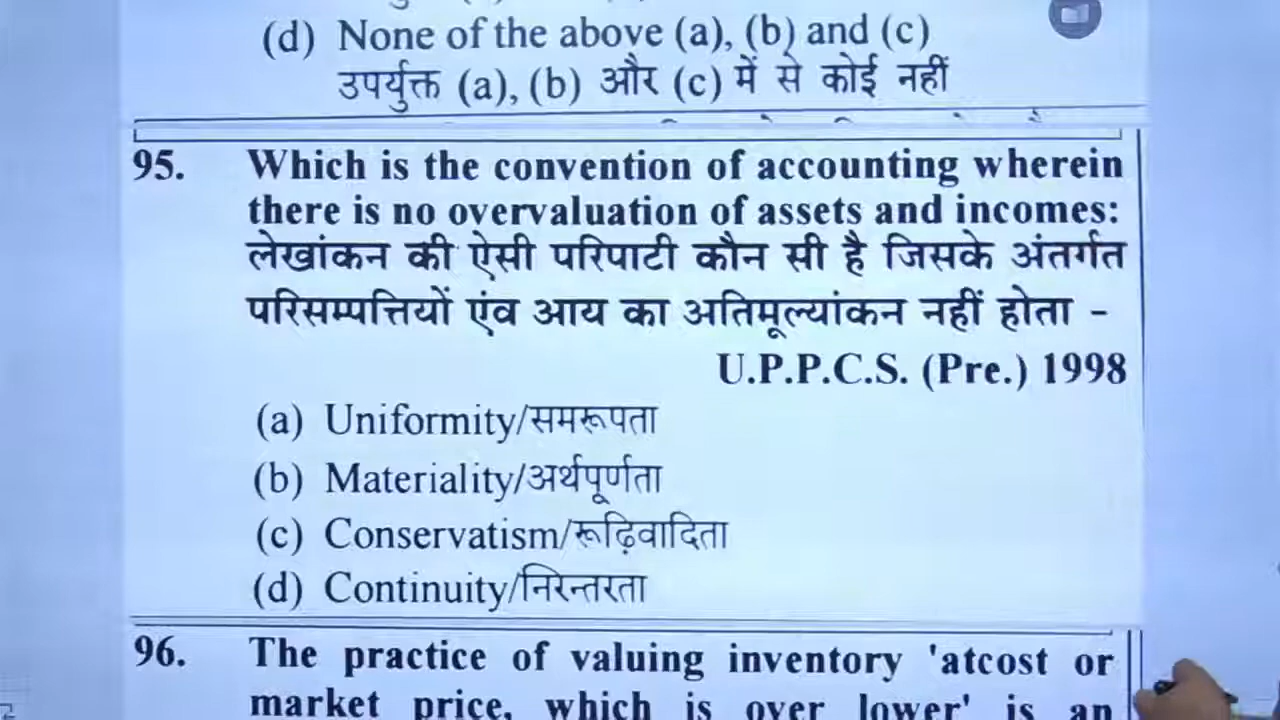 (d) None of the above (a), (b) and (c)
उपर्युक्त (a), (b) और (c) में से कोई नहीं
95. Which is the convention of accounting wherein
there is no overvaluation of assets and incomes:
लेखांकन की ऐसी परिपाटी कौन सी है जिसके अंतर्गत
परिसम्पत्तियों एंव आय का अतिमूल्यांकन नहीं होता -
U.P.P.C.S. (Pre.) 1998
(a) Uniformity/समरूपता
(b) Materiality/अर्थपूर्णता
(c) Conservatism/रूढ़िवादिता
(d) Continuity/निरन्तरता
96. The practice of valuing inventory 'atcost or
market price, which is over lower' is an